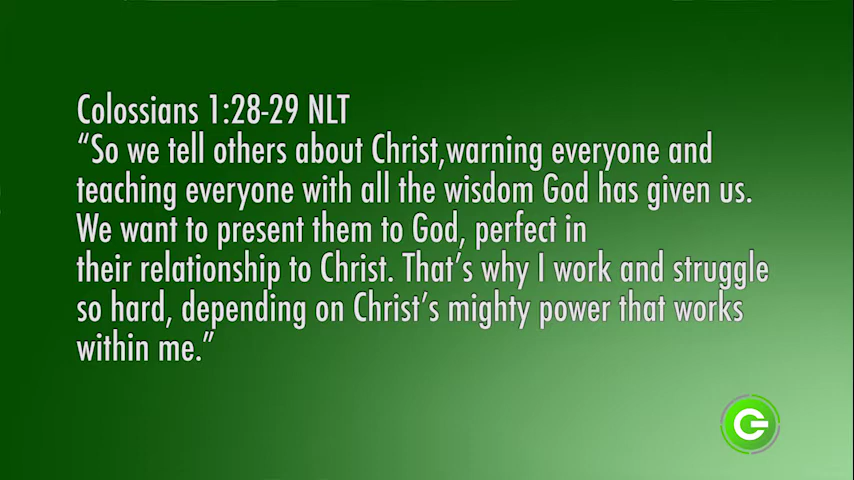 Colossians 1:28-29 NLT
“So we tell others about Christ,warning everyone and
teaching everyone with all the wisdom God has given us.
We want to present them to God, perfect in
their relationship to Christ. That’s why I work and struggle
so hard, depending on Christ’s mighty power that works
within me.”